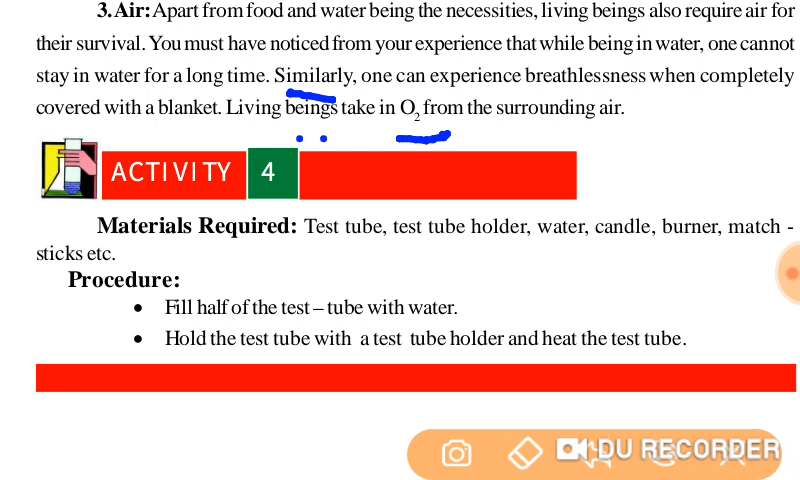 3. Air: Apart from food and water being the necessities, living beings also require air for
their survival. You must have noticed from your experience that while being in water, one cannot
stay in water for a long time. Similarly, one can experience breathlessness when completely
covered with a blanket. Living beings take in O₂ from the surrounding air.
ACTIVITY 4
Materials Required: Test tube, test tube holder, water, candle, burner, match -
sticks etc.
Procedure:
• Fill half of the test – tube with water.
• Hold the test tube with a test tube holder and heat the test tube.
DU RECORDER